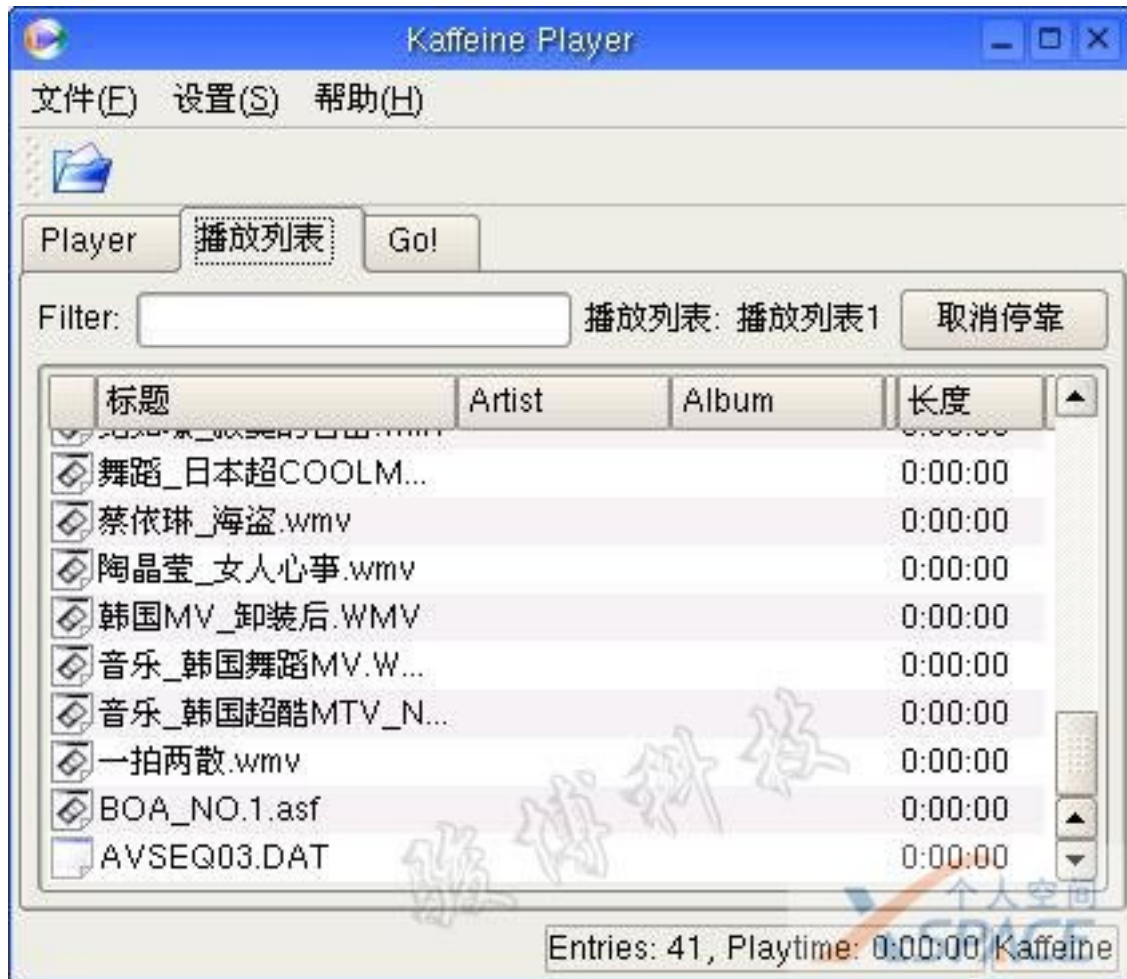 Kaffeine Player
文件(F) 设置(S) 帮助(H)
Player 播放列表 Go!
Filter: 播放列表: 播放列表1 取消停靠
标题 Artist Album 长度
舞蹈_日本超COOLM... 0:00:00
蔡依琳_海盗.wmv 0:00:00
陶晶莹_女人心事.wmv 0:00:00
韩国MV_卸装后.WMV 0:00:00
音乐_韩国舞蹈MV.W... 0:00:00
音乐_韩国超酷MTV_N... 0:00:00
一拍两散.wmv 0:00:00
BOA_NO.1.asf 0:00:00
AVSEQ03.DAT 0:00:00
博科技
个人空间
XSPACE
Entries: 41, Playtime: 0:00:00 Kaffeine